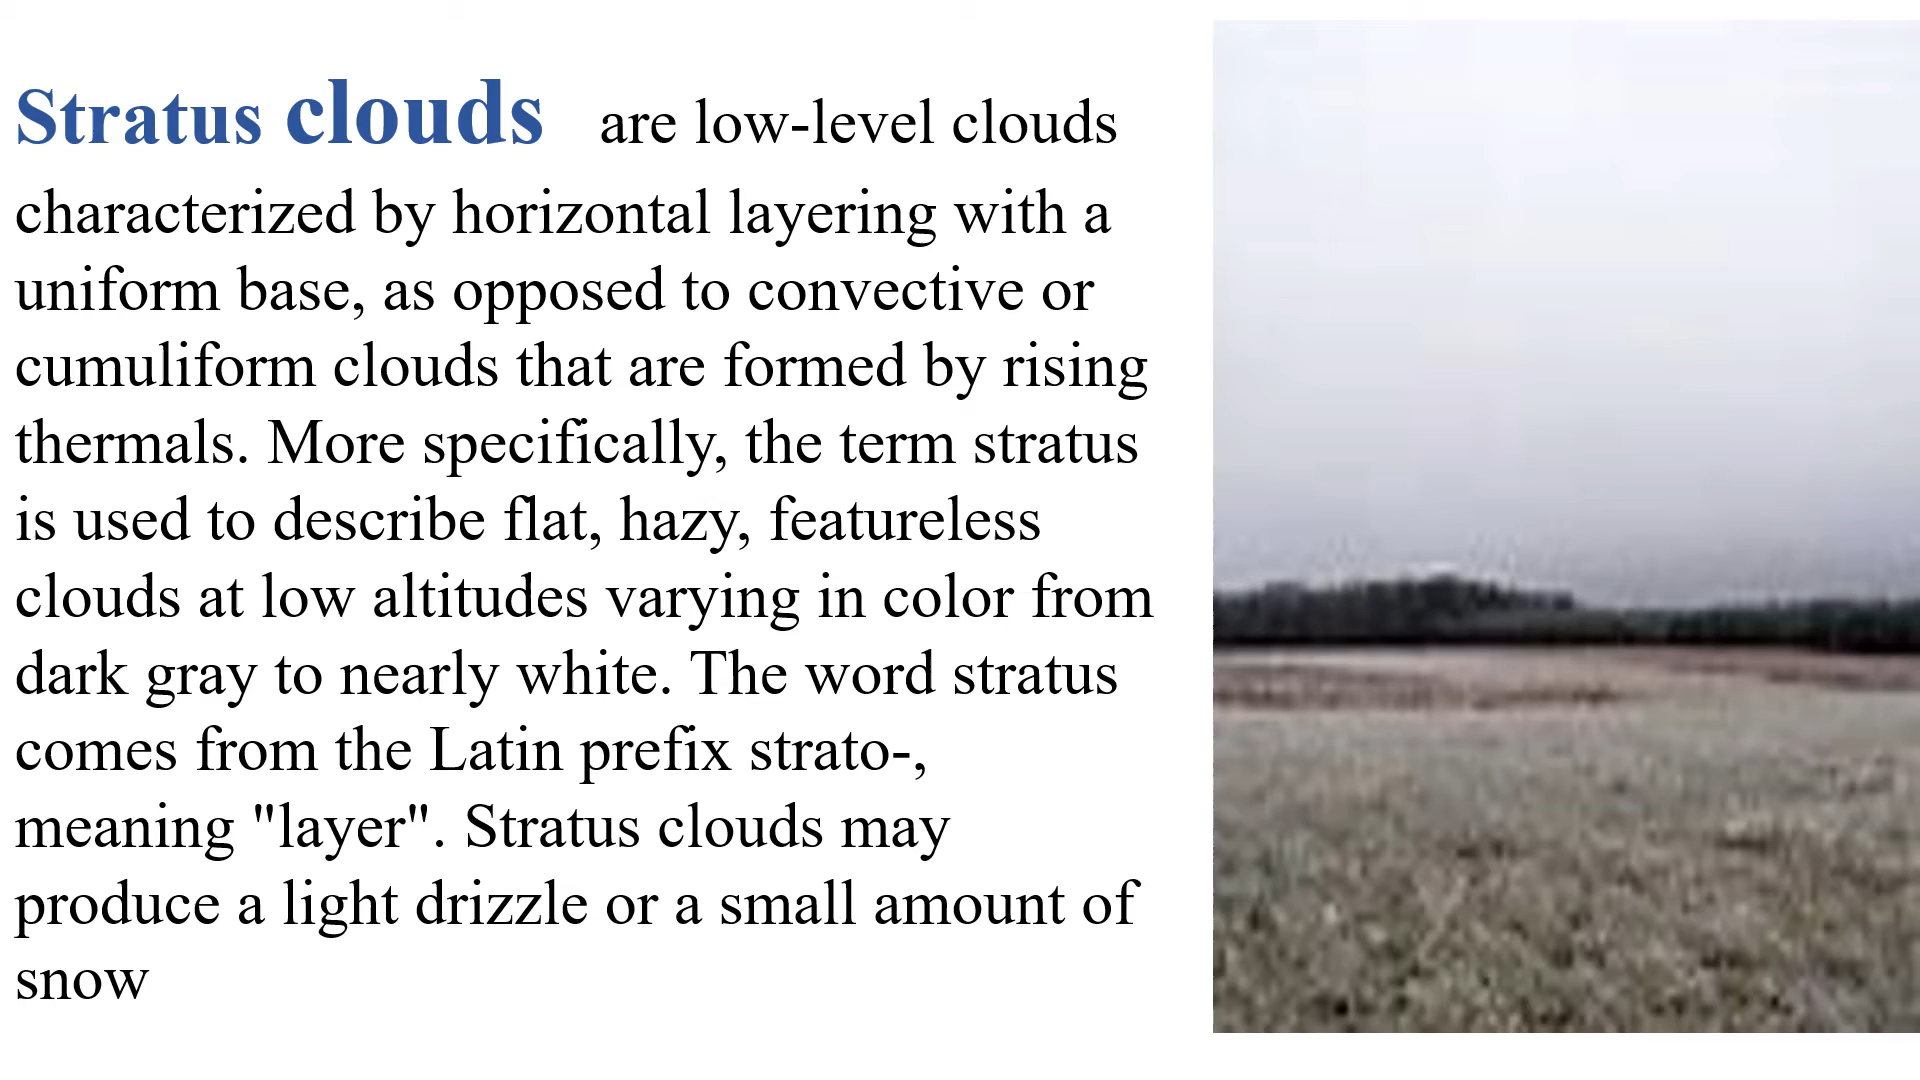 Stratus clouds are low-level clouds
characterized by horizontal layering with a
uniform base, as opposed to convective or
cumuliform clouds that are formed by rising
thermals. More specifically, the term stratus
is used to describe flat, hazy, featureless
clouds at low altitudes varying in color from
dark gray to nearly white. The word stratus
comes from the Latin prefix strato-,
meaning "layer". Stratus clouds may
produce a light drizzle or a small amount of
snow